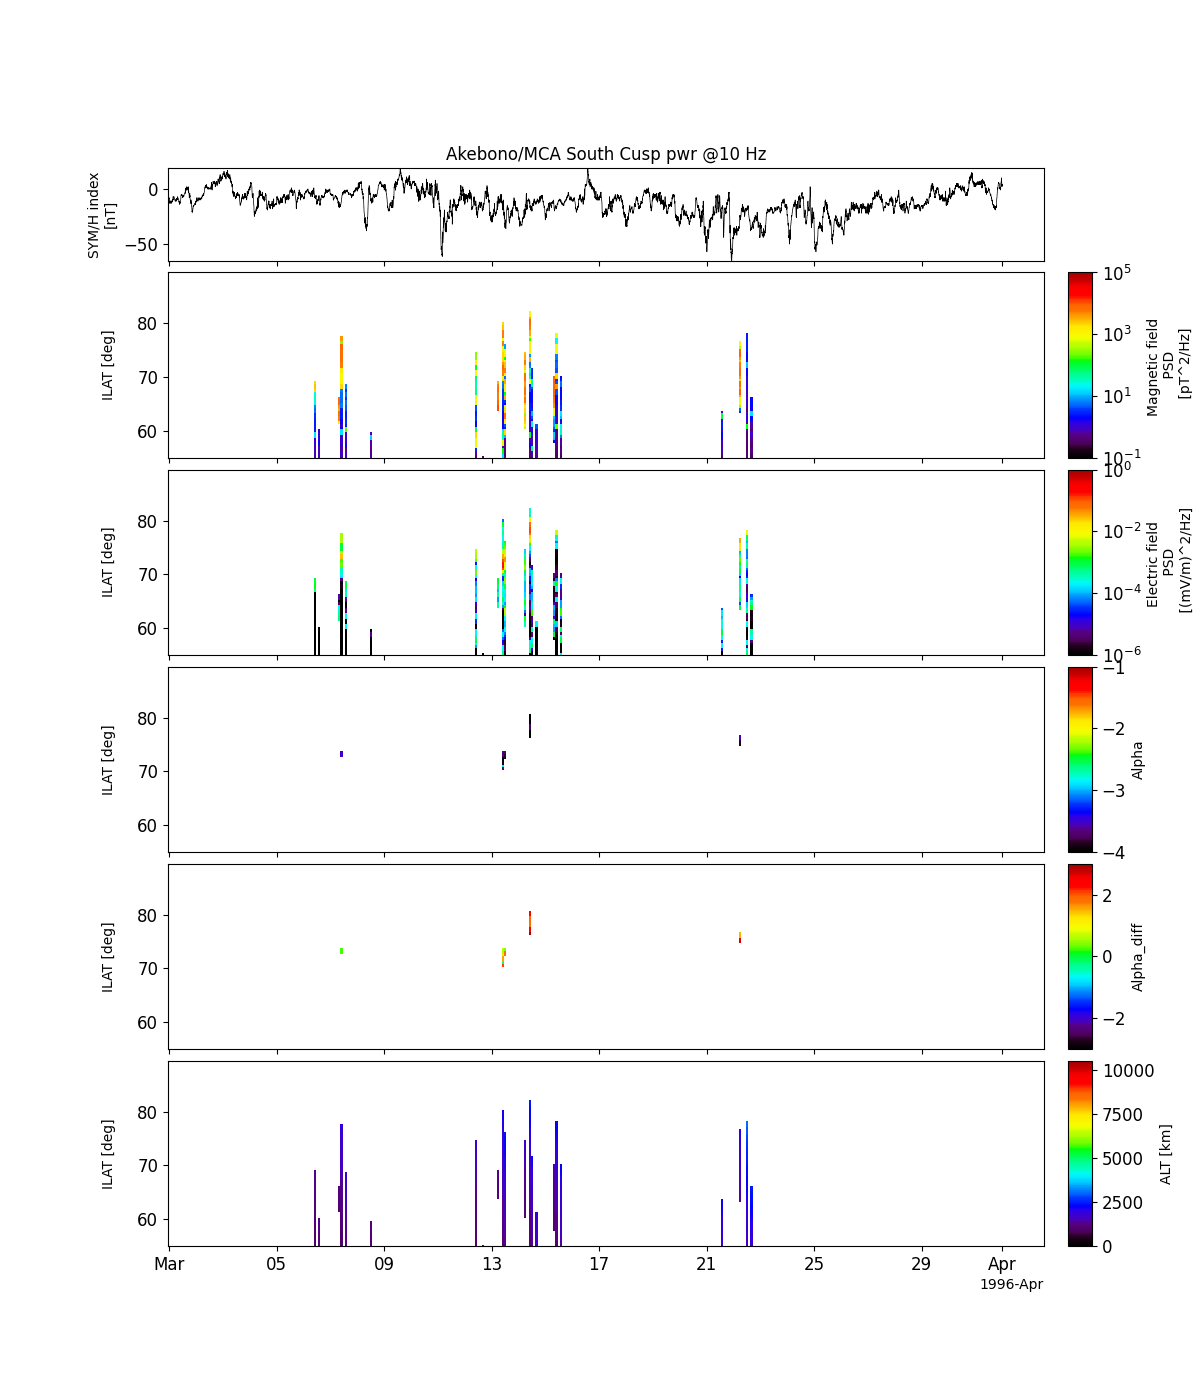 Akebono/MCA South Cusp pwr @10 Hz
SYM/H index
[nT]
0
−50
ILAT [deg]
80
70
60
10^5
10^3
10^1
10^−1
Magnetic field
PSD
[pT^2/Hz]
ILAT [deg]
80
70
60
10^0
10^−2
10^−4
10^−6
Electric field
PSD
[(mV/m)^2/Hz]
ILAT [deg]
80
70
60
−1
−2
−3
−4
Alpha
ILAT [deg]
80
70
60
2
0
−2
Alpha_diff
ILAT [deg]
80
70
60
10000
7500
5000
2500
0
ALT [km]
Mar 05 09 13 17 21 25 29 Apr
1996-Apr